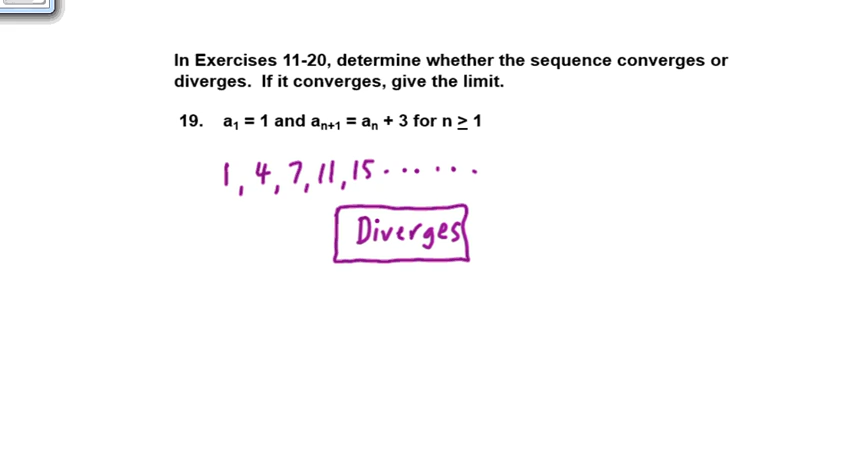 In Exercises 11-20, determine whether the sequence converges or
diverges. If it converges, give the limit.
19. a₁ = 1 and aₙ₊₁ = aₙ + 3 for n ≥ 1
1, 4, 7, 11, 15 . . . . . .
Diverges